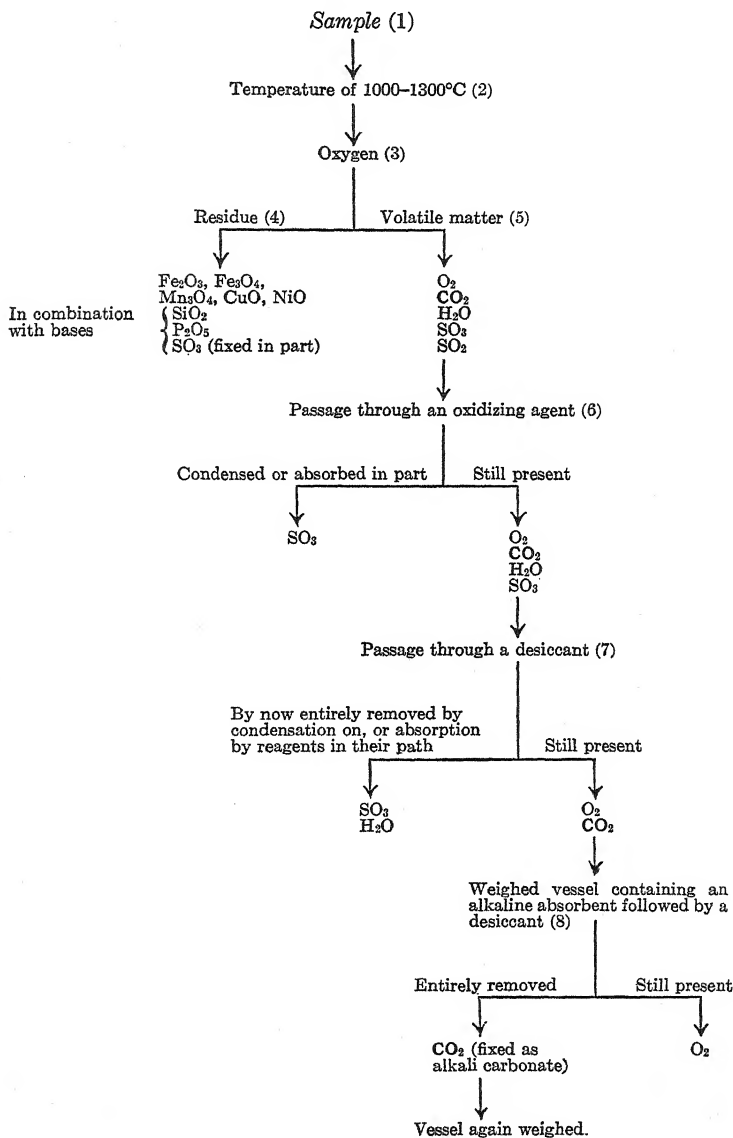 Sample (1)
Temperature of 1000–1300°C (2)
Oxygen (3)
Residue (4)
Volatile matter (5)
Fe₂O₃, Fe₃O₄,
Mn₃O₄, CuO, NiO
In combination
with bases
SiO₂
P₂O₅
SO₃ (fixed in part)
O₂
CO₂
H₂O
SO₃
SO₂
Passage through an oxidizing agent (6)
Condensed or absorbed in part
Still present
SO₃
O₂
CO₂
H₂O
SO₃
Passage through a desiccant (7)
By now entirely removed by
condensation on, or absorption
by reagents in their path
Still present
SO₃
H₂O
O₂
CO₂
Weighed vessel containing an
alkaline absorbent followed by a
desiccant (8)
Entirely removed
Still present
CO₂ (fixed as
alkali carbonate)
O₂
Vessel again weighed.